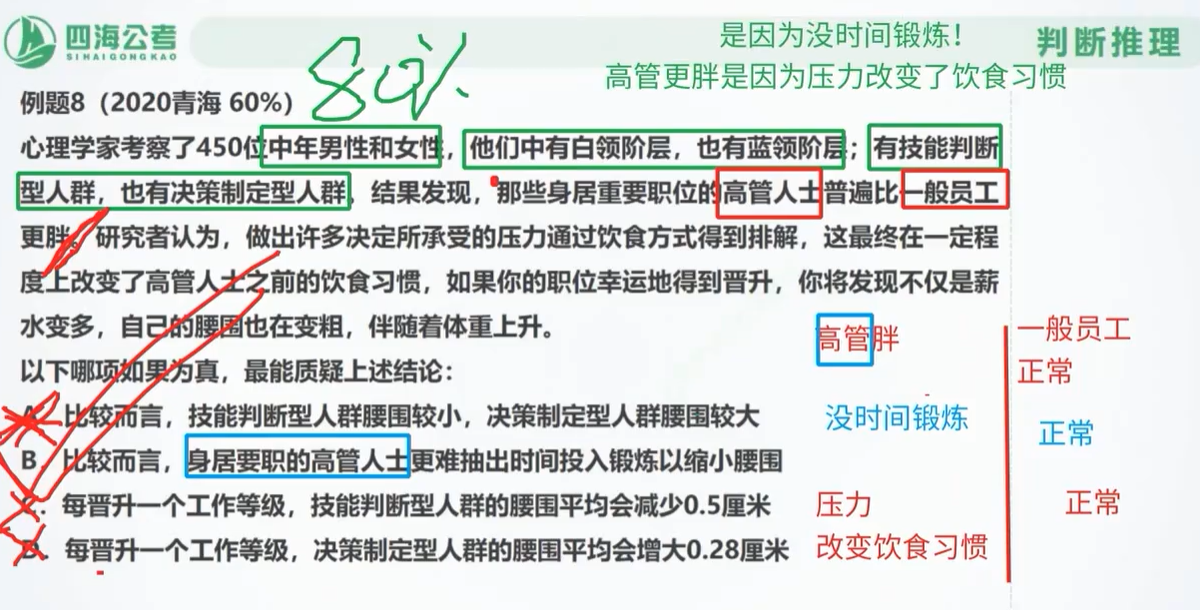 四海公考
SIHAIGONGKAO
是因为没时间锻炼！
高管更胖是因为压力改变了饮食习惯
判断推理
80%
例题8（2020青海 60%）
心理学家考察了450位中年男性和女性，他们中有白领阶层，也有蓝领阶层；有技能判断
型人群，也有决策制定型人群。结果发现，那些身居重要职位的高管人士普遍比一般员工
更胖。研究者认为，做出许多决定所承受的压力通过饮食方式得到排解，这最终在一定程
度上改变了高管人士之前的饮食习惯，如果你的职位幸运地得到晋升，你将发现不仅是薪
水变多，自己的腰围也在变粗，伴随着体重上升。
以下哪项如果为真，最能质疑上述结论：
A．比较而言，技能判断型人群腰围较小，决策制定型人群腰围较大
B．比较而言，身居要职的高管人士更难抽出时间投入锻炼以缩小腰围
C．每晋升一个工作等级，技能判断型人群的腰围平均会减少0.5厘米
D．每晋升一个工作等级，决策制定型人群的腰围平均会增大0.28厘米
高管胖
一般员工
正常
没时间锻炼
正常
压力
正常
改变饮食习惯